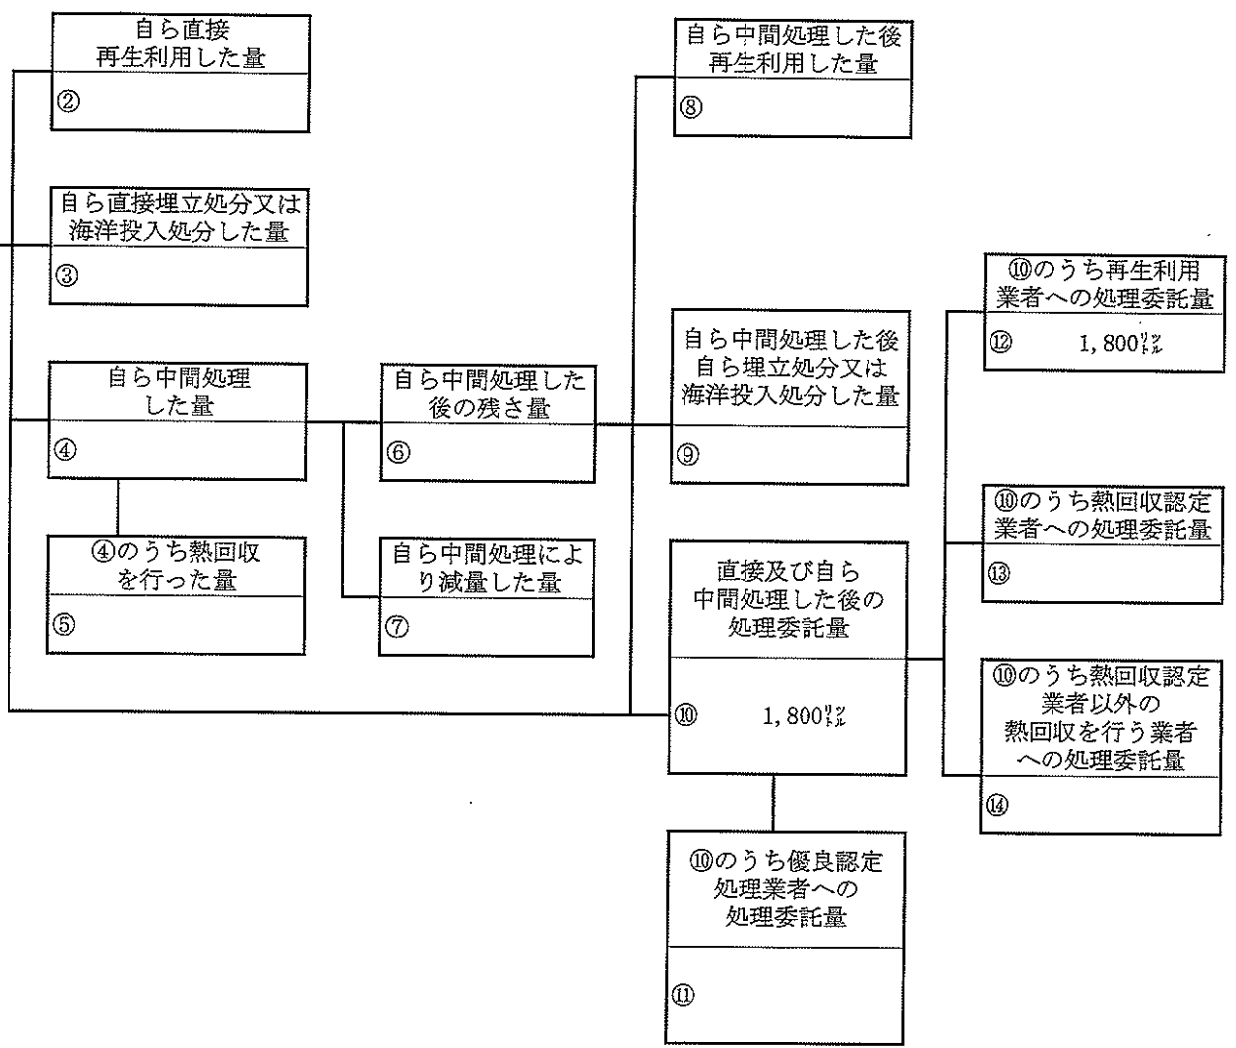 自ら直接
再生利用した量
②
自ら直接埋立処分又は
海洋投入処分した量
③
自ら中間処理
した量
④
④のうち熱回収
を行った量
⑤
自ら中間処理した
後の残さ量
⑥
自ら中間処理によ
り減量した量
⑦
自ら中間処理した後
再生利用した量
⑧
自ら中間処理した後
自ら埋立処分又は
海洋投入処分した量
⑨
直接及び自ら
中間処理した後の
処理委託量
⑩ 1,800㍑
⑩のうち優良認定
処理業者への
処理委託量
⑪
⑩のうち再生利用
業者への処理委託量
⑫ 1,800㍑
⑩のうち熱回収認定
業者への処理委託量
⑬
⑩のうち熱回収認定
業者以外の
熱回収を行う業者
への処理委託量
⑭